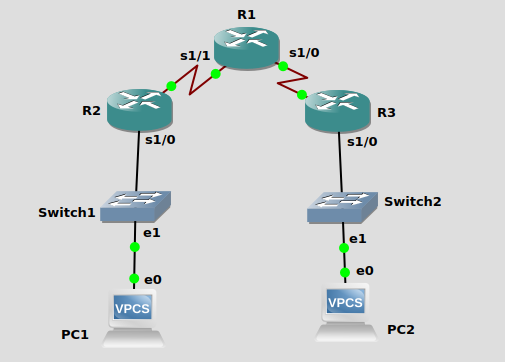 R1
s1/1
s1/0
R2
R3
s1/0
s1/0
Switch1
Switch2
e1
e1
e0
e0
VPCS
VPCS
PC1
PC2